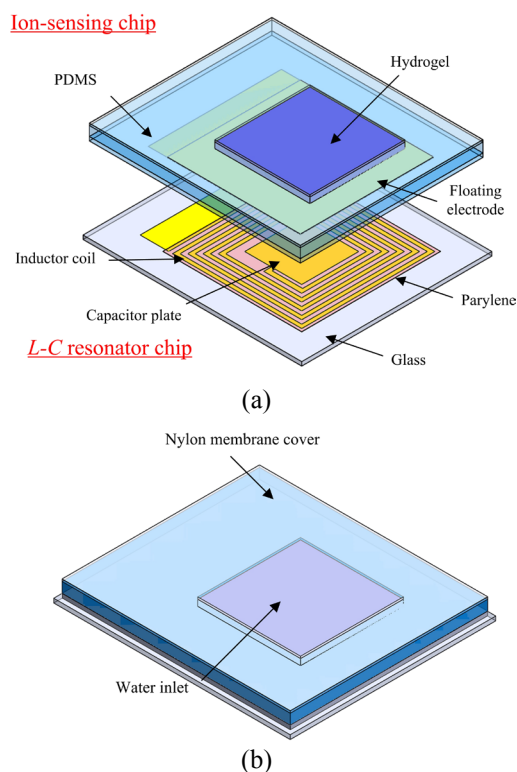 Ion-sensing chip
PDMS
Hydrogel
Floating
electrode
Inductor coil
Capacitor plate
Parylene
L-C resonator chip
Glass
(a)
Nylon membrane cover
Water inlet
(b)